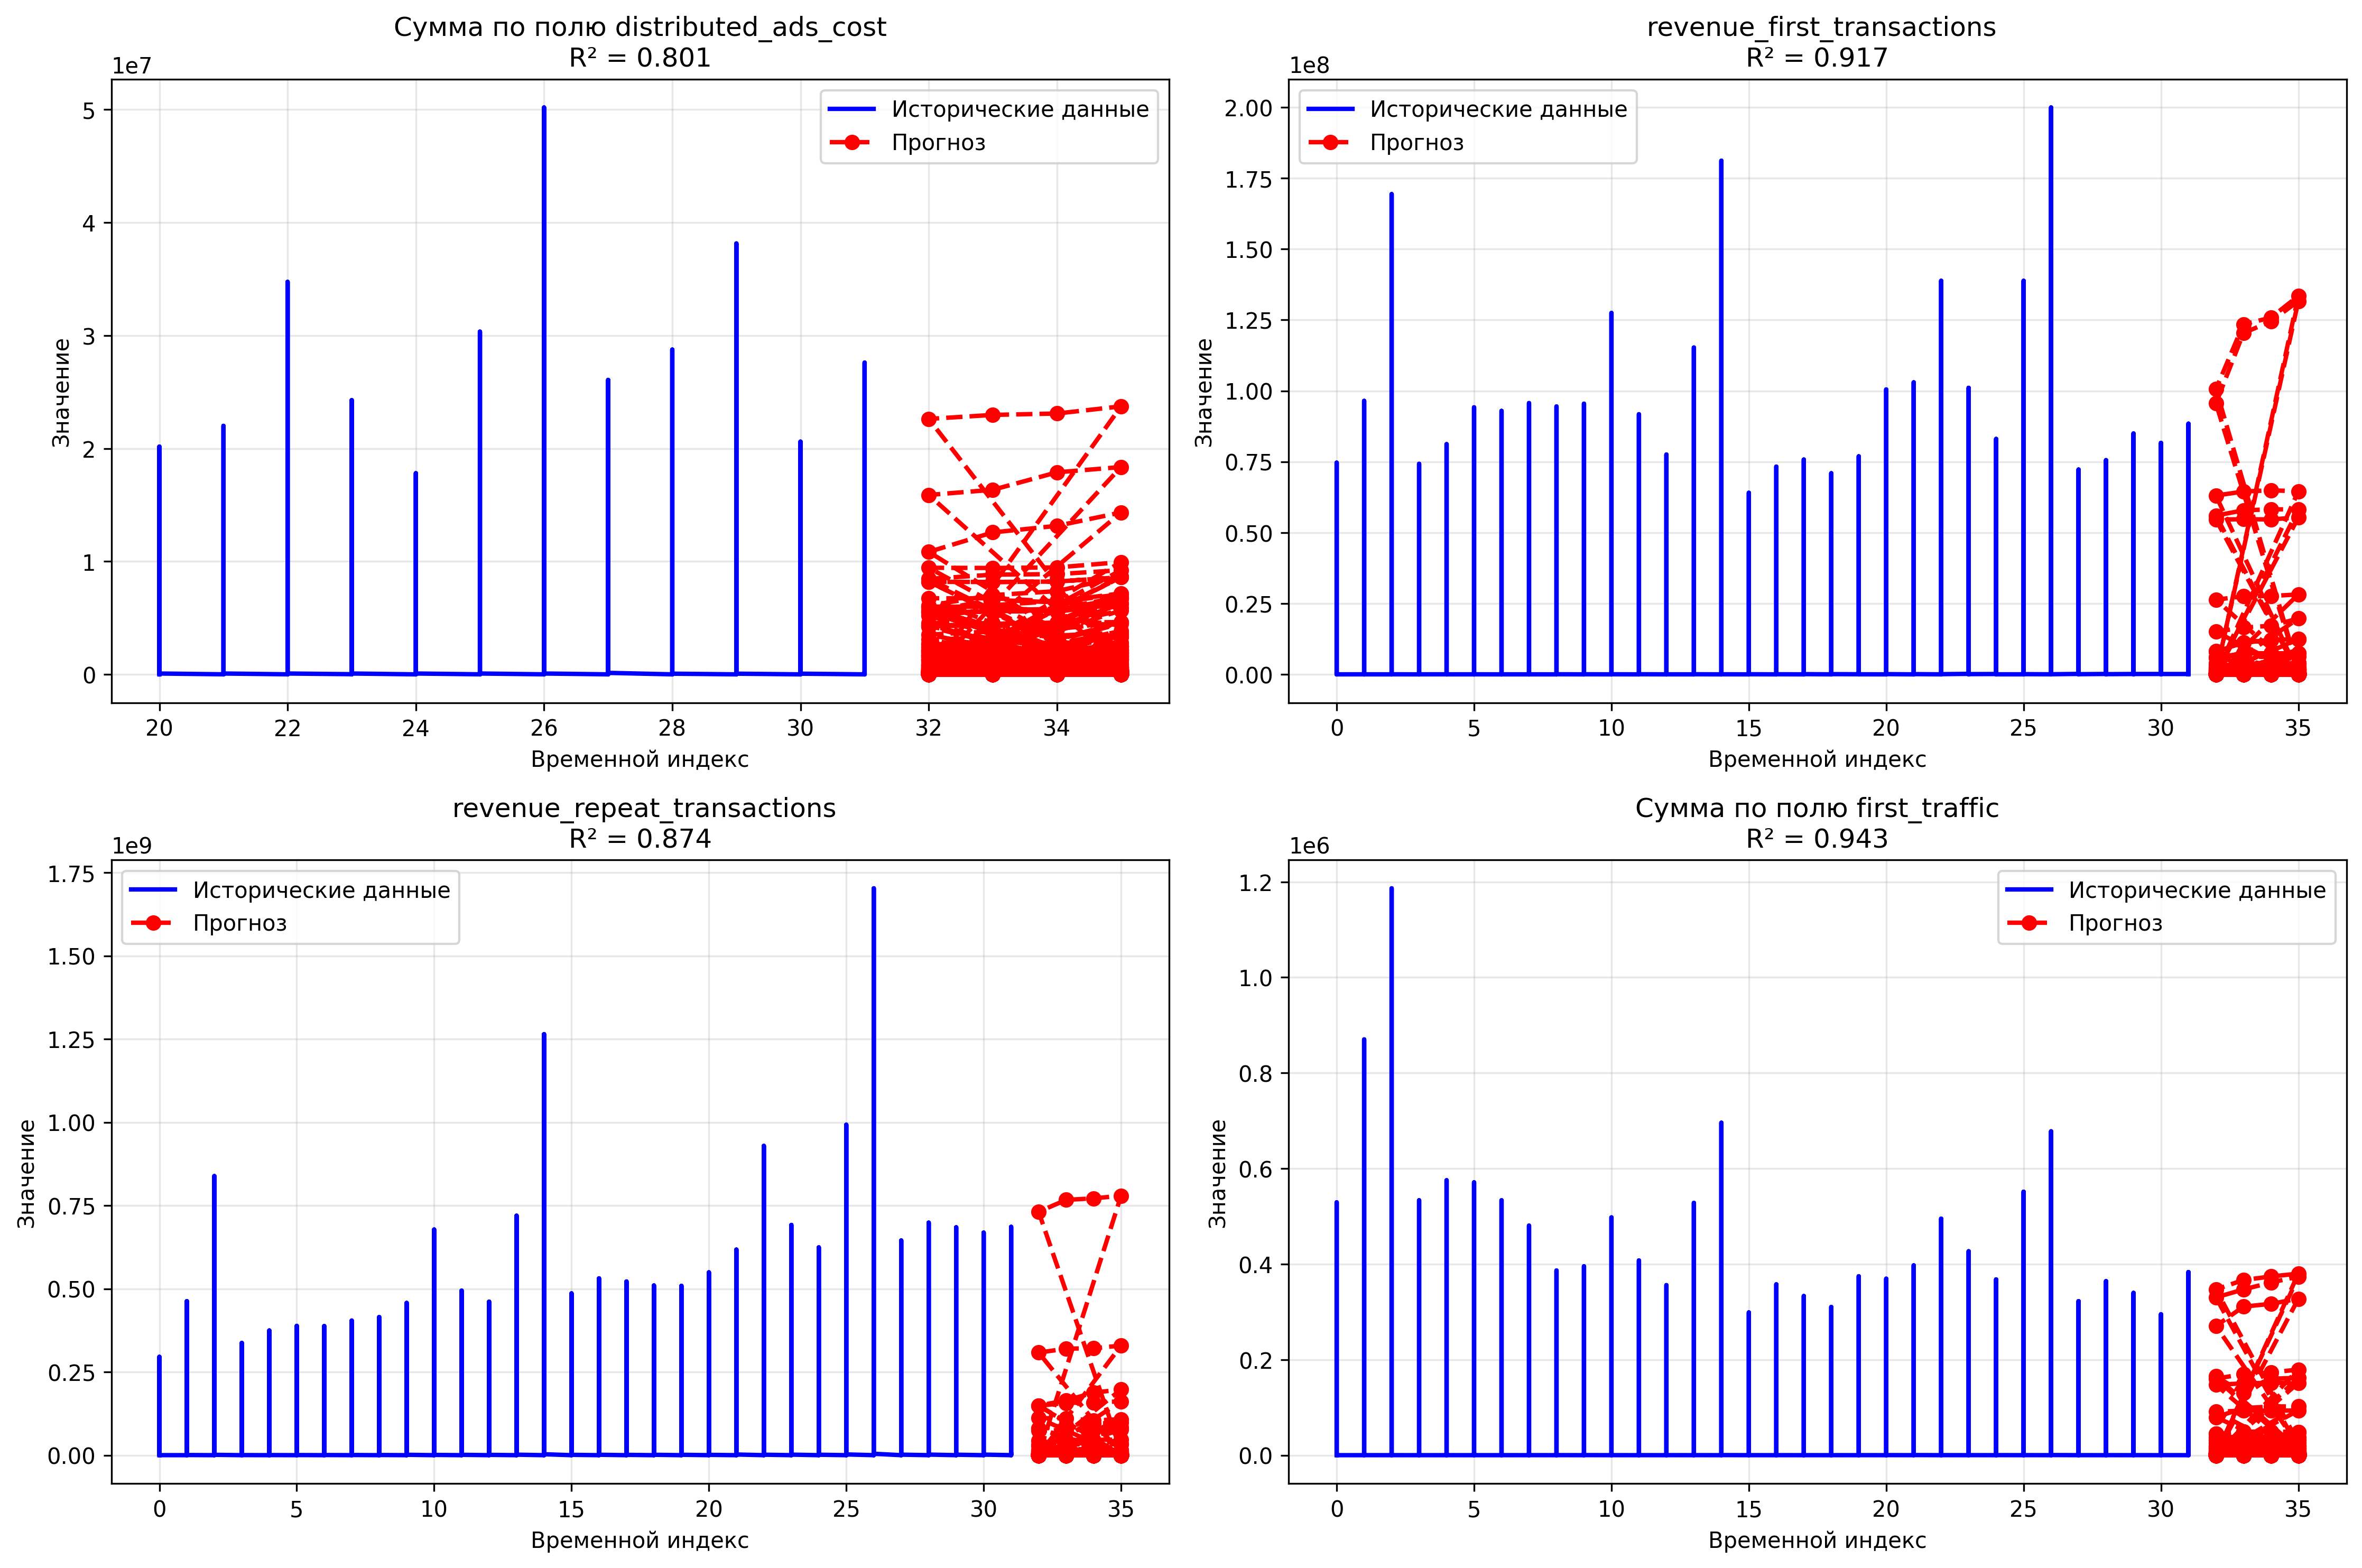 Сумма по полю distributed_ads_cost
R² = 0.801
1e7
Исторические данные
Прогноз
5
4
3
2
1
0
Значение
20 22 24 26 28 30 32 34
Временной индекс
revenue_first_transactions
R² = 0.917
1e8
Исторические данные
Прогноз
2.00
1.75
1.50
1.25
1.00
0.75
0.50
0.25
0.00
Значение
0 5 10 15 20 25 30 35
Временной индекс
revenue_repeat_transactions
R² = 0.874
1e9
Исторические данные
Прогноз
1.75
1.50
1.25
1.00
0.75
0.50
0.25
0.00
Значение
0 5 10 15 20 25 30 35
Временной индекс
Сумма по полю first_traffic
R² = 0.943
1e6
Исторические данные
Прогноз
1.2
1.0
0.8
0.6
0.4
0.2
0.0
Значение
0 5 10 15 20 25 30 35
Временной индекс